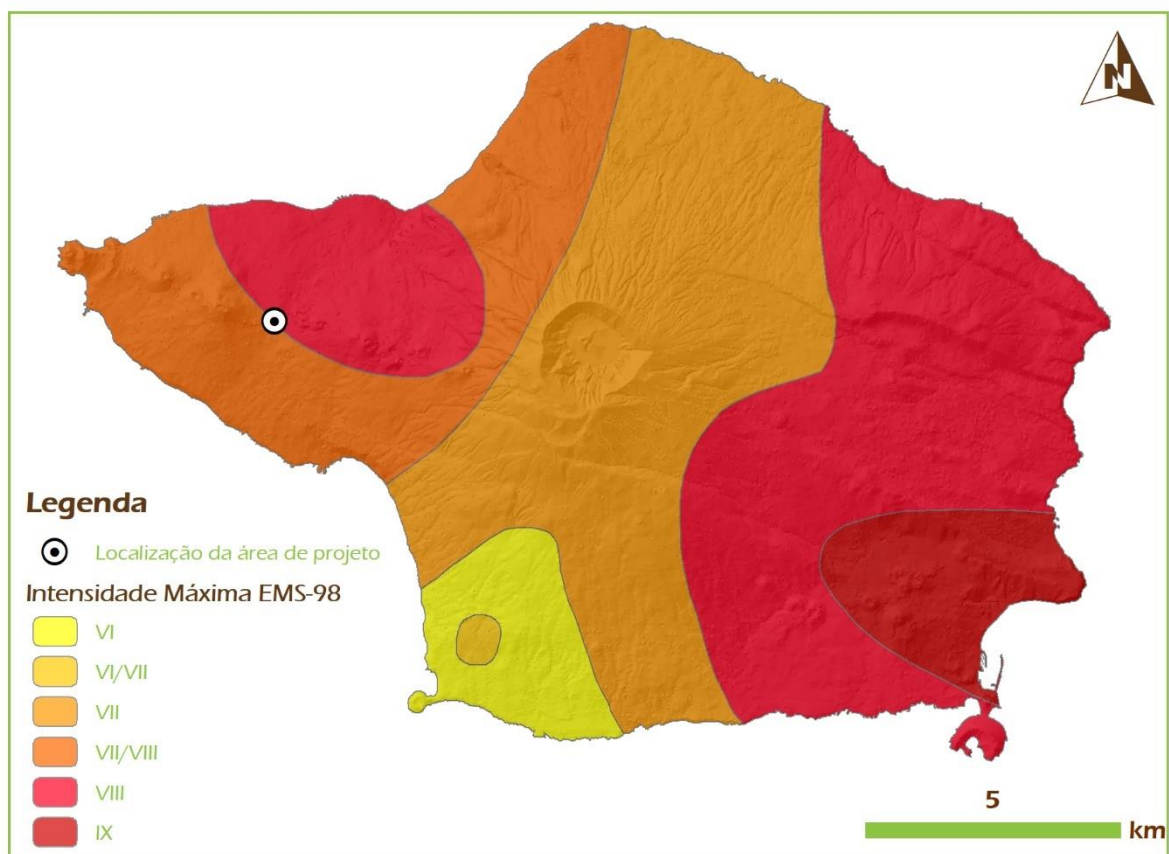 N
Legenda
Localização da área de projeto
Intensidade Máxima EMS-98
VI
VI/VII
VII
VII/VIII
VIII
IX
5
km